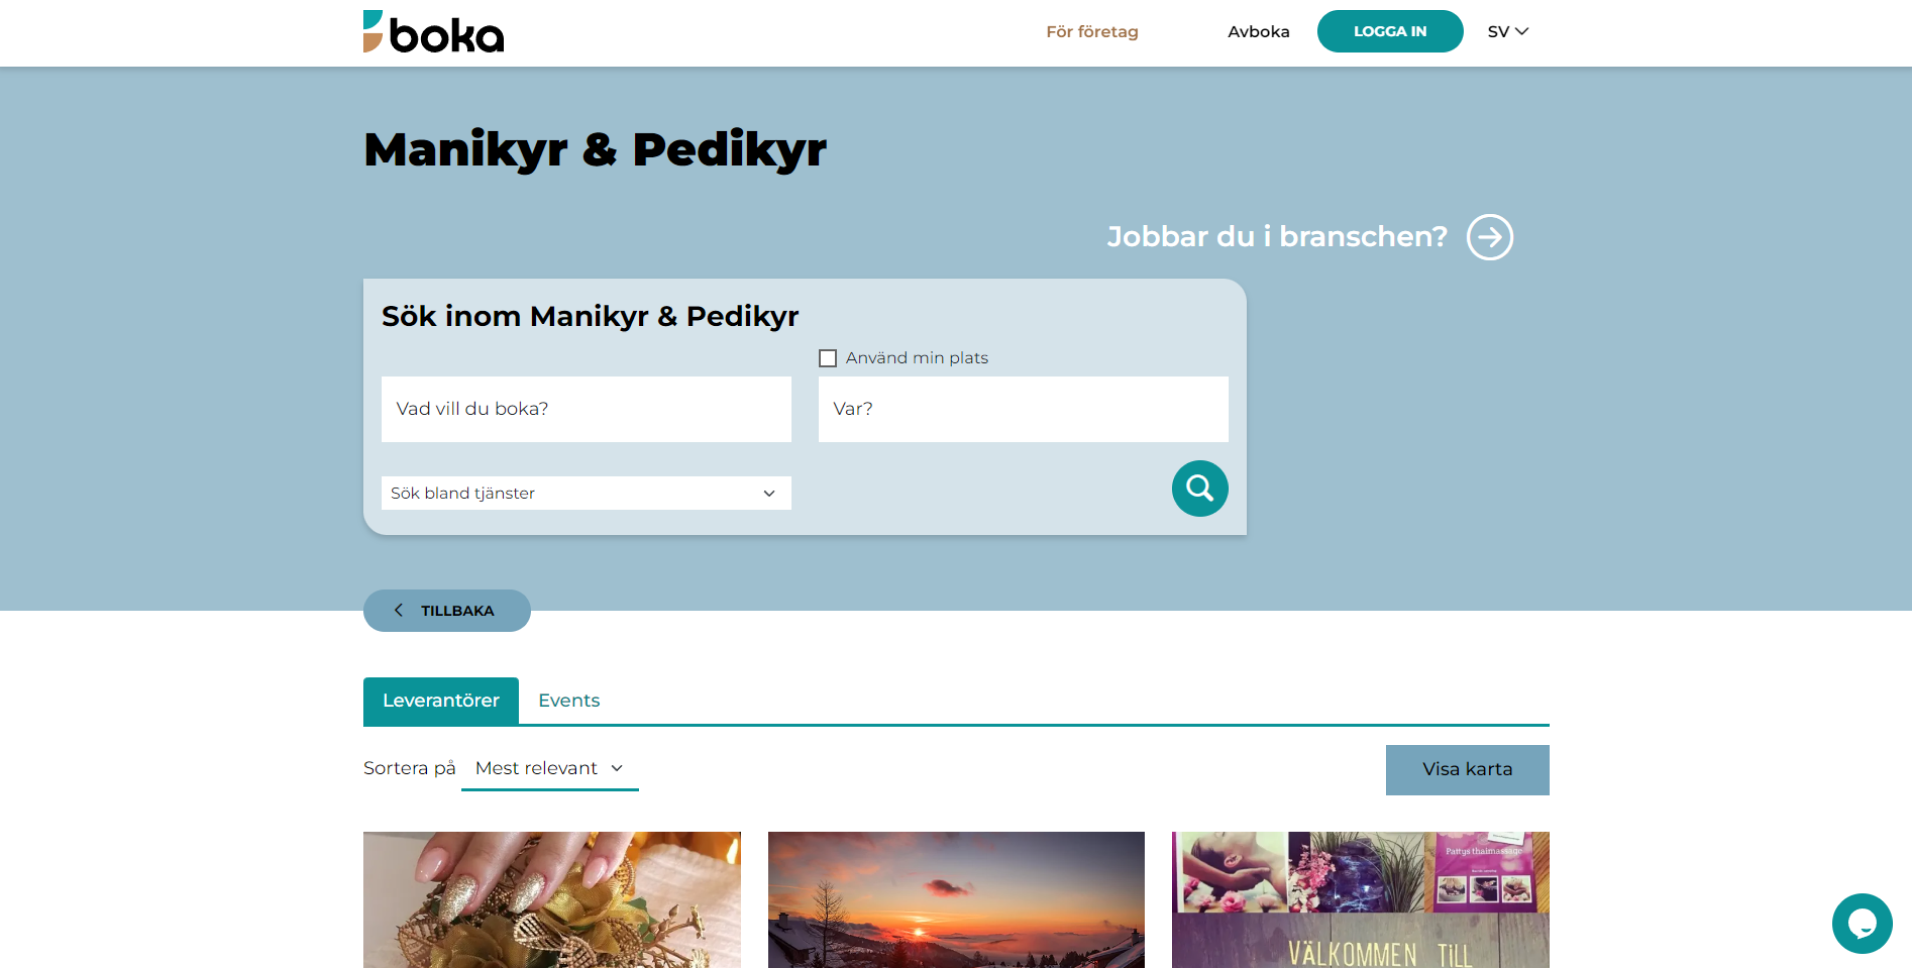 boka
För företag
Avboka
LOGGA IN
SV
Manikyr & Pedikyr
Jobbar du i branschen?
Sök inom Manikyr & Pedikyr
Använd min plats
Vad vill du boka?
Var?
Sök bland tjänster
TILLBAKA
Leverantörer
Events
Sortera på
Mest relevant
Visa karta
Pattys thaimassage
VÄLKOMMEN TILL